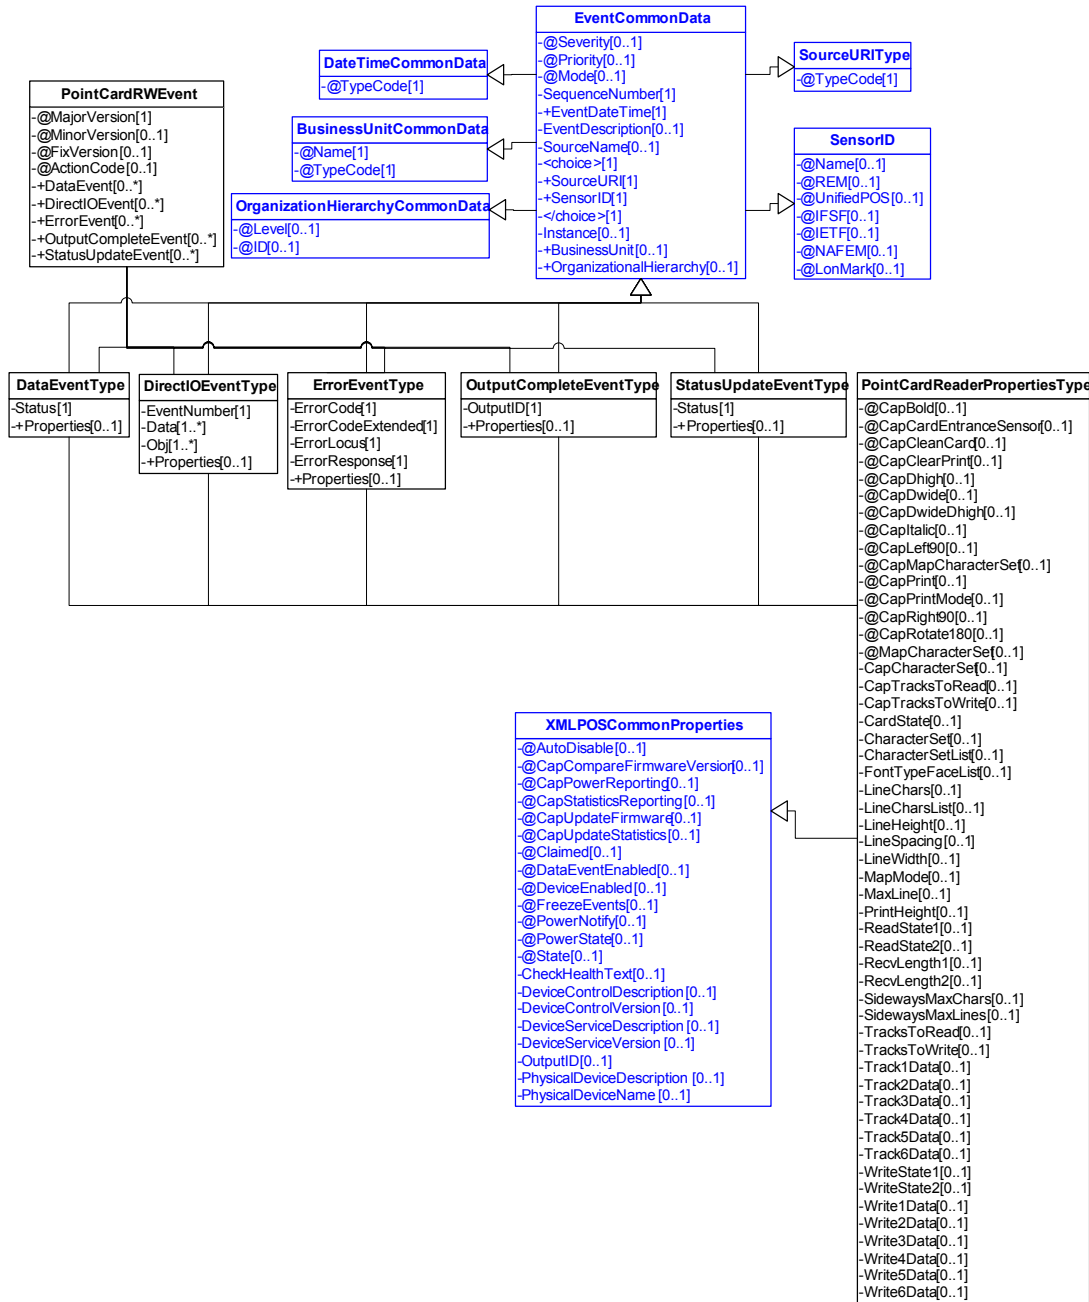 EventCommonData
-@Severity[0..1]
-@Priority[0..1]
-@Mode[0..1]
-SequenceNumber[1]
-+EventDateTime[1]
-EventDescription[0..1]
-SourceName[0..1]
-<choice>[1]
-+SourceURI[1]
-+SensorID[1]
-</choice>[1]
-Instance[0..1]
-+BusinessUnit[0..1]
-+OrganizationalHierarchy[0..1]
DateTimeCommonData
-@TypeCode[1]
SourceURIType
-@TypeCode[1]
PointCardRWEvent
-@MajorVersion[1]
-@MinorVersion[0..1]
-@FixVersion[0..1]
-@ActionCode[0..1]
-+DataEvent[0..*]
-+DirectIOEvent[0..*]
-+ErrorEvent[0..*]
-+OutputCompleteEvent[0..*]
-+StatusUpdateEvent[0..*]
BusinessUnitCommonData
-@Name[1]
-@TypeCode[1]
SensorID
-@Name[0..1]
-@REM[0..1]
-@UnifiedPOS[0..1]
-@IFSF[0..1]
-@IETF[0..1]
-@NAFEM[0..1]
-@LonMark[0..1]
OrganizationHierarchyCommonData
-@Level[0..1]
-@ID[0..1]
DataEventType
-Status[1]
-+Properties[0..1]
DirectIOEventType
-EventNumber[1]
-Data[1..*]
-Obj[1..*]
-+Properties[0..1]
ErrorEventType
-ErrorCode[1]
-ErrorCodeExtended[1]
-ErrorLocus[1]
-ErrorResponse[1]
-+Properties[0..1]
OutputCompleteEventType
-OutputID[1]
-+Properties[0..1]
StatusUpdateEventType
-Status[1]
-+Properties[0..1]
PointCardReaderPropertiesType
-@CapBold[0..1]
-@CapCardEntranceSensor[0..1]
-@CapCleanCard[0..1]
-@CapClearPrint[0..1]
-@CapDhigh[0..1]
-@CapDwide[0..1]
-@CapDwideDhigh[0..1]
-@CapItalic[0..1]
-@CapLeft90[0..1]
-@CapMapCharacterSet[0..1]
-@CapPrint[0..1]
-@CapPrintMode[0..1]
-@CapRight90[0..1]
-@CapRotate180[0..1]
-@MapCharacterSet[0..1]
-CapCharacterSet[0..1]
-CapTracksToRead[0..1]
-CapTracksToWrite[0..1]
-CardState[0..1]
-CharacterSet[0..1]
-CharacterSetList[0..1]
-FontTypeFaceList[0..1]
-LineChars[0..1]
-LineCharsList[0..1]
-LineHeight[0..1]
-LineSpacing[0..1]
-LineWidth[0..1]
-MapMode[0..1]
-MaxLine[0..1]
-PrintHeight[0..1]
-ReadState1[0..1]
-ReadState2[0..1]
-RecvLength1[0..1]
-RecvLength2[0..1]
-SidewaysMaxChars[0..1]
-SidewaysMaxLines[0..1]
-TracksToRead[0..1]
-TracksToWrite[0..1]
-Track1Data[0..1]
-Track2Data[0..1]
-Track3Data[0..1]
-Track4Data[0..1]
-Track5Data[0..1]
-Track6Data[0..1]
-WriteState1[0..1]
-WriteState2[0..1]
-Write1Data[0..1]
-Write2Data[0..1]
-Write3Data[0..1]
-Write4Data[0..1]
-Write5Data[0..1]
-Write6Data[0..1]
XMLPOSCommonProperties
-@AutoDisable[0..1]
-@CapCompareFirmwareVersion[0..1]
-@CapPowerReporting[0..1]
-@CapStatisticsReporting[0..1]
-@CapUpdateFirmware[0..1]
-@CapUpdateStatistics[0..1]
-@Claimed[0..1]
-@DataEventEnabled[0..1]
-@DeviceEnabled[0..1]
-@FreezeEvents[0..1]
-@PowerNotify[0..1]
-@PowerState[0..1]
-@State[0..1]
-CheckHealthText[0..1]
-DeviceControlDescription[0..1]
-DeviceControlVersion[0..1]
-DeviceServiceDescription[0..1]
-DeviceServiceVersion [0..1]
-OutputID[0..1]
-PhysicalDeviceDescription [0..1]
-PhysicalDeviceName[0..1]